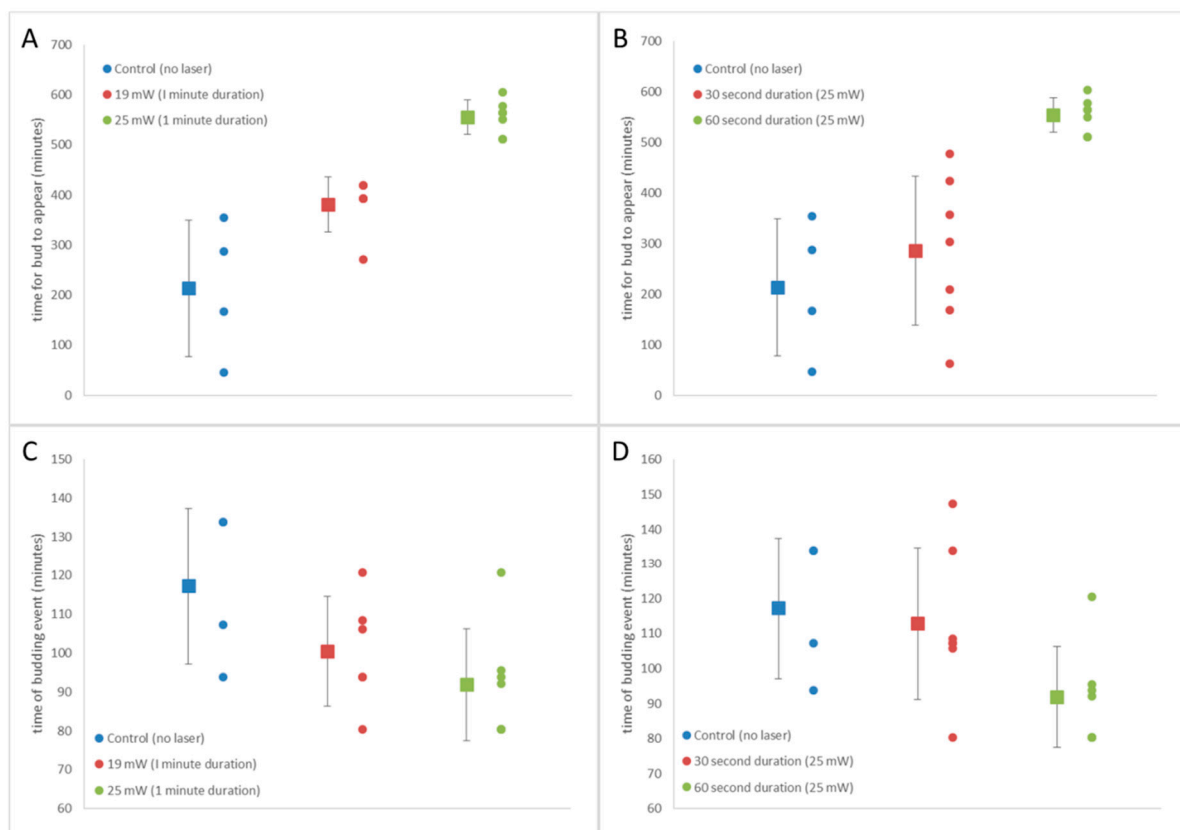 A
time for bud to appear (minutes)
700
600
500
400
300
200
100
0
Control (no laser)
19 mW (I minute duration)
25 mW (1 minute duration)
B
time for bud to appear (minutes)
700
600
500
400
300
200
100
0
Control (no laser)
30 second duration (25 mW)
60 second duration (25 mW)
C
time of budding event (minutes)
150
140
130
120
110
100
90
80
70
60
Control (no laser)
19 mW (I minute duration)
25 mW (1 minute duration)
D
time of budding event (minutes)
160
150
140
130
120
110
100
90
80
70
60
Control (no laser)
30 second duration (25 mW)
60 second duration (25 mW)